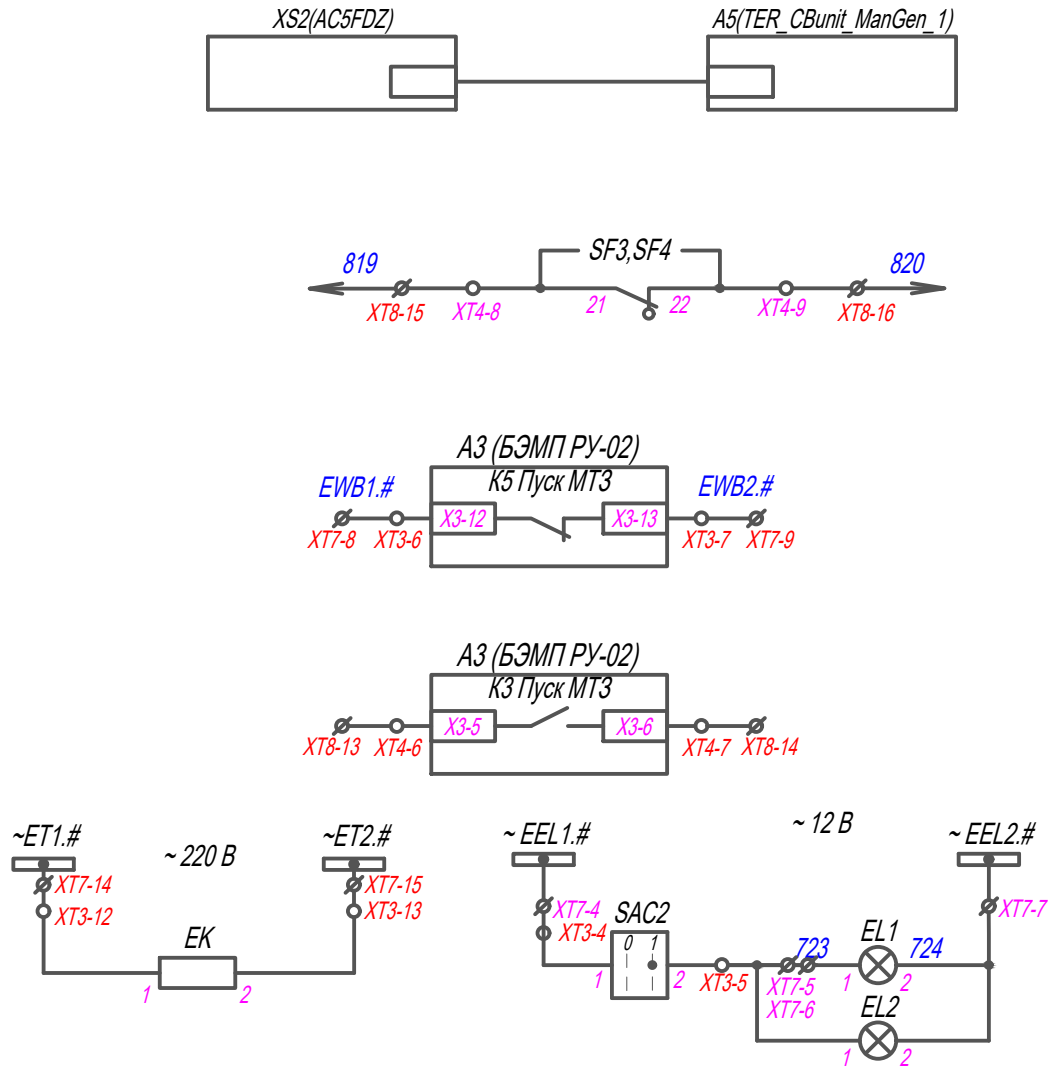 XS2(AC5FDZ)
A5(TER_CBunit_ManGen_1)
SF3,SF4
819
820
XT8-15
XT4-8
21
22
XT4-9
XT8-16
А3 (БЭМП РУ-02)
К5 Пуск МТЗ
EWB1.#
EWB2.#
X3-12
X3-13
XT7-8
XT3-6
XT3-7
XT7-9
А3 (БЭМП РУ-02)
К3 Пуск МТЗ
X3-5
X3-6
XT8-13
XT4-6
XT4-7
XT8-14
~ET1.#
~ 220 В
~ET2.#
XT7-14
XT3-12
XT7-15
XT3-13
EK
1
2
~ EEL1.#
~ 12 В
~ EEL2.#
XT7-4
XT3-4
SAC2
0 1
1
2
XT3-5
723
XT7-5
XT7-6
EL1
724
1
2
EL2
1
2
XT7-7